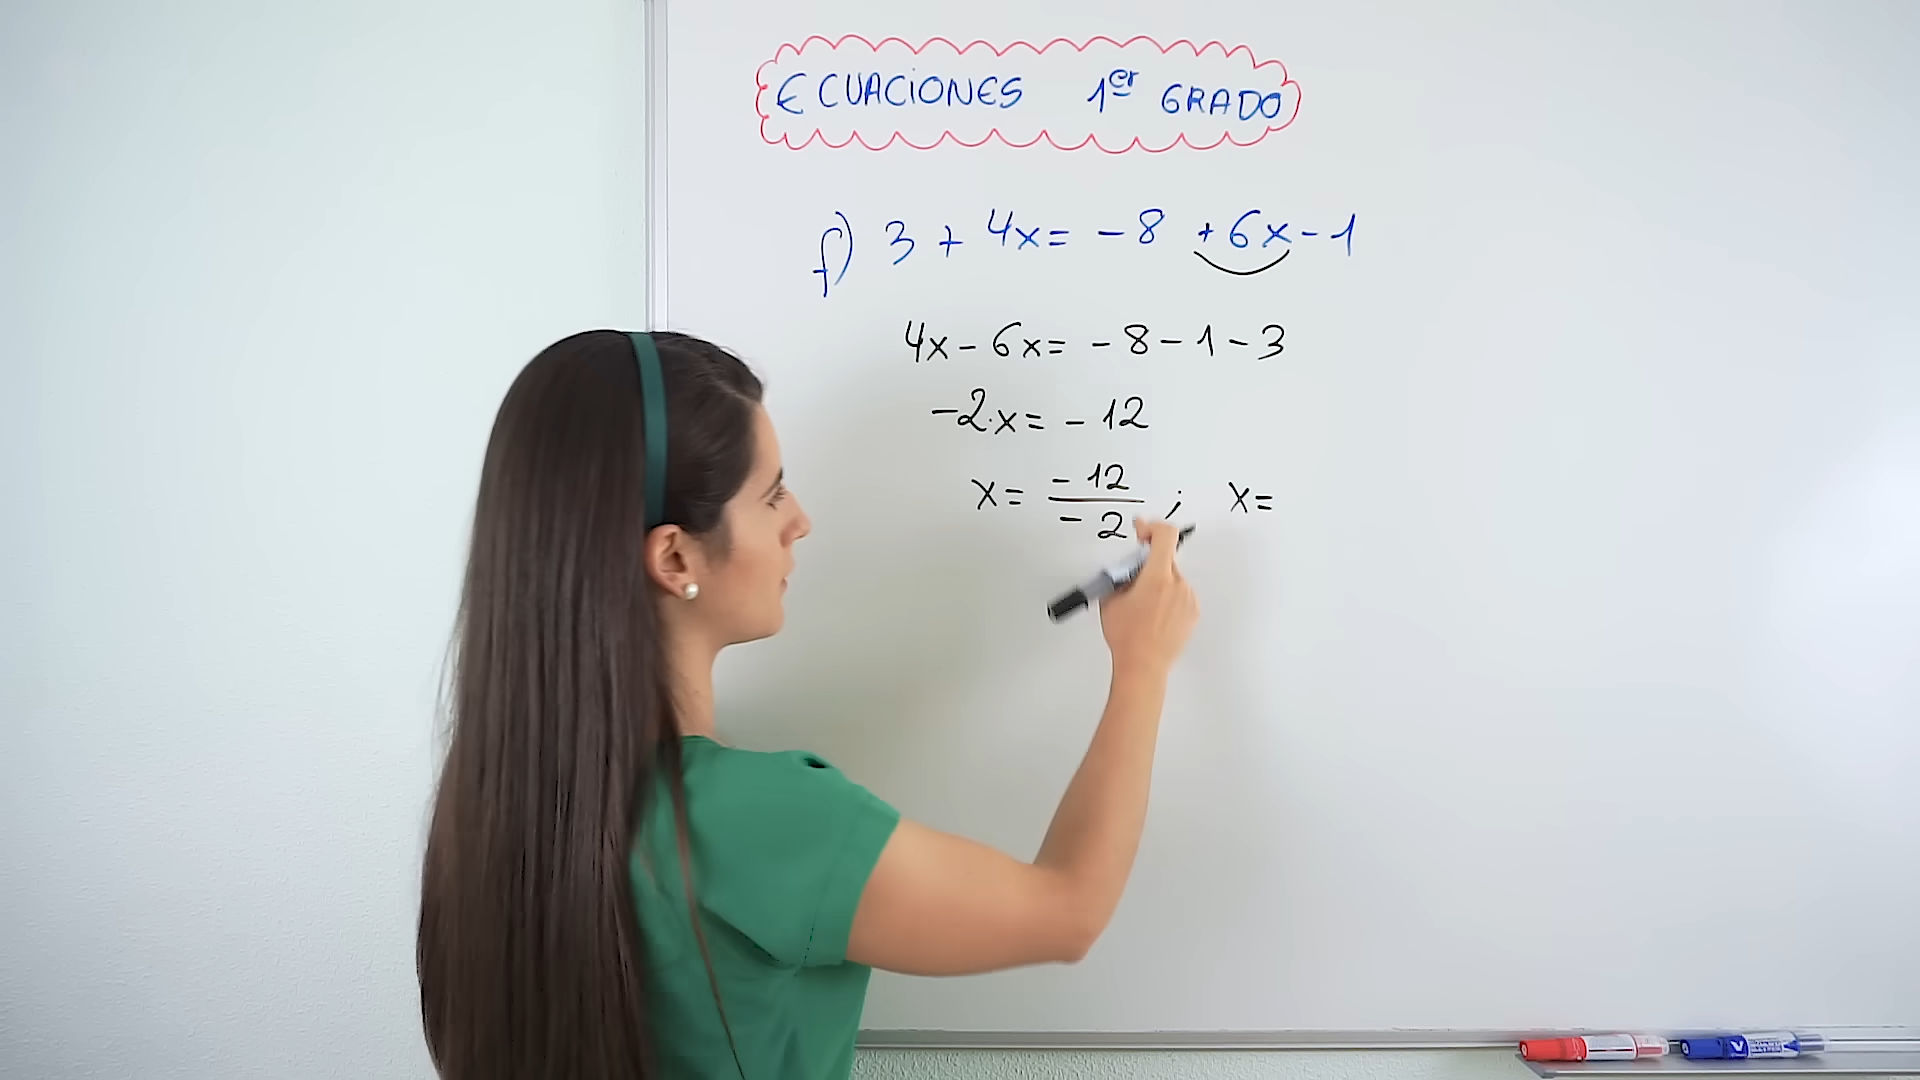 ECUACIONES 1er GRADO
f) 3 + 4x = -8 + 6x - 1
4x - 6x = -8 - 1 - 3
-2·x = -12
x = -12/-2 ; x =
V